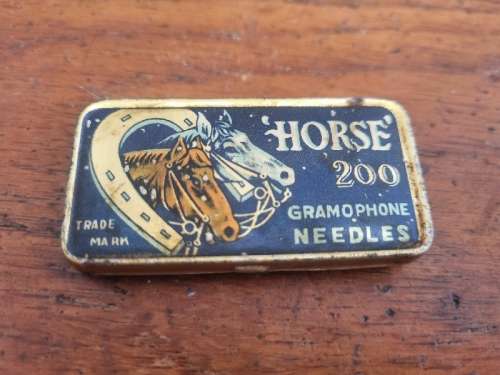 'HORSE'
200
GRAMOPHONE
NEEDLES
TRADE
MARK